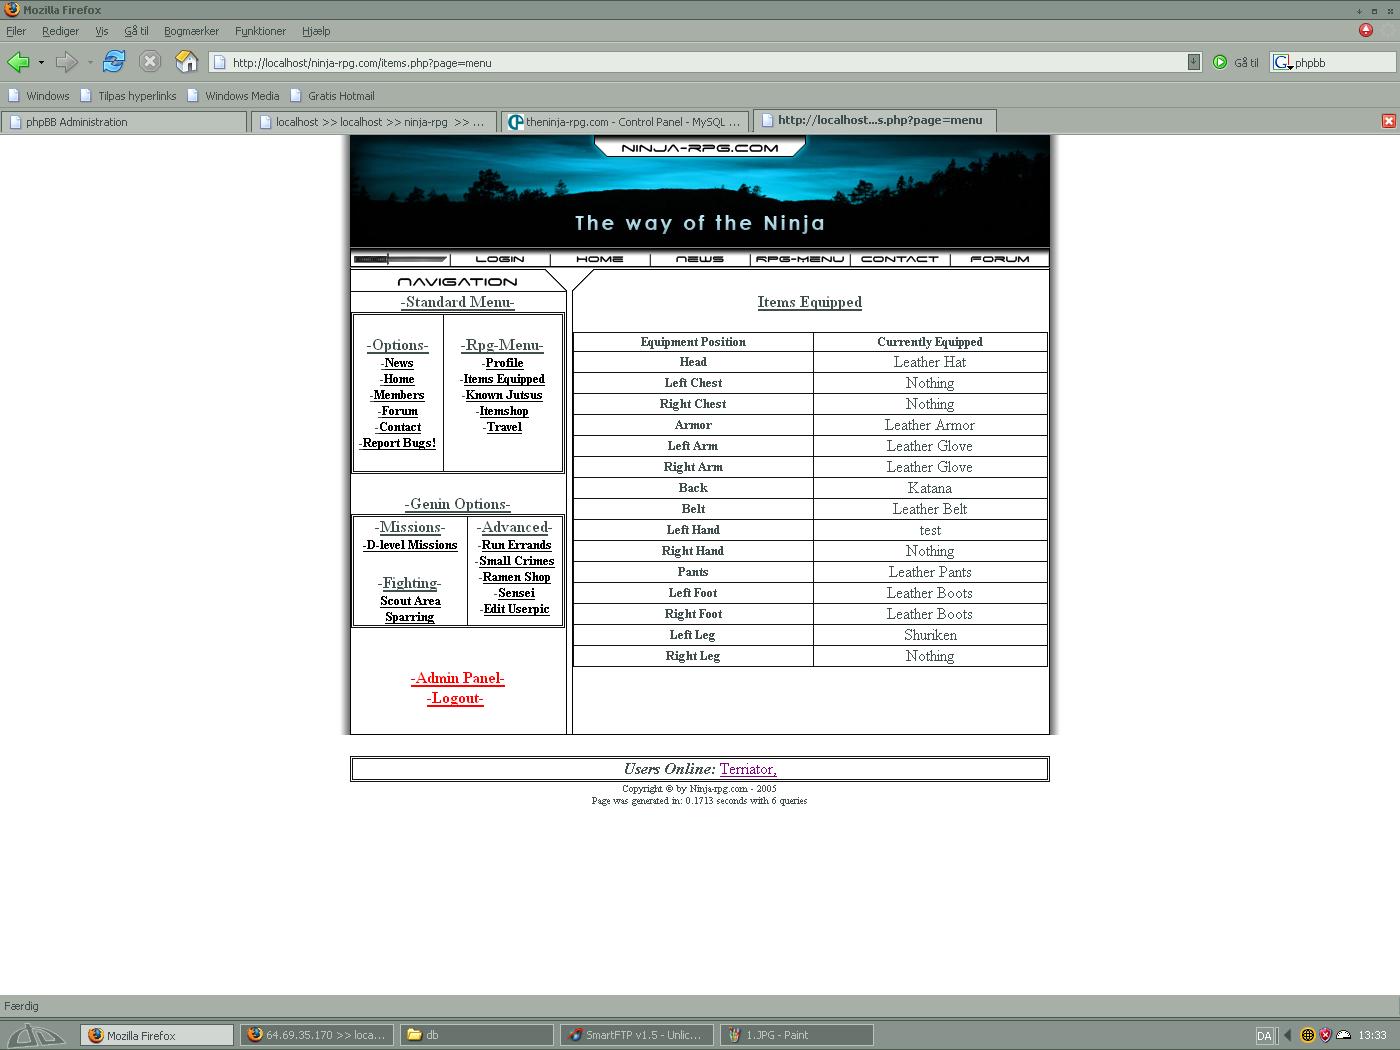 Mozilla Firefox
Filer Rediger Vis Gå til Bogmærker Funktioner Hjælp
http://localhost/ninja-rpg.com/items.php?page=menu Gå til phpbb
Windows Tilpas hyperlinks Windows Media Gratis Hotmail
phpBB Administration localhost >> localhost >> ninja-rpg >> ... theninja-rpg.com - Control Panel - MySQL ... http://localhost...s.php?page=menu
NINJA-RPG.COM
The way of the Ninja
LOGIN HOME NEWS RPG-MENU CONTACT FORUM
NAVIGATION
-Standard Menu-
-Options-
-News
-Home
-Members
-Forum
-Contact
-Report Bugs!
-Rpg-Menu-
-Profile
-Items Equipped
-Known Jutsus
-Itemshop
-Travel
-Genin Options-
-Missions-
-D-level Missions
-Fighting-
Scout Area
Sparring
-Advanced-
-Run Errands
-Small Crimes
-Ramen Shop
-Sensei
-Edit Userpic
-Admin Panel-
-Logout-
Items Equipped
Equipment Position Currently Equipped
Head Leather Hat
Left Chest Nothing
Right Chest Nothing
Armor Leather Armor
Left Arm Leather Glove
Right Arm Leather Glove
Back Katana
Belt Leather Belt
Left Hand test
Right Hand Nothing
Pants Leather Pants
Left Foot Leather Boots
Right Foot Leather Boots
Left Leg Shuriken
Right Leg Nothing
Users Online: Terriator,
Copyright © by Ninja-rpg.com - 2005
Page was generated in: 0.1713 seconds with 6 queries
Færdig
Mozilla Firefox 64.69.35.170 >> loca... db SmartFTP v1.5 - Unlic... 1.JPG - Paint DA 13:33